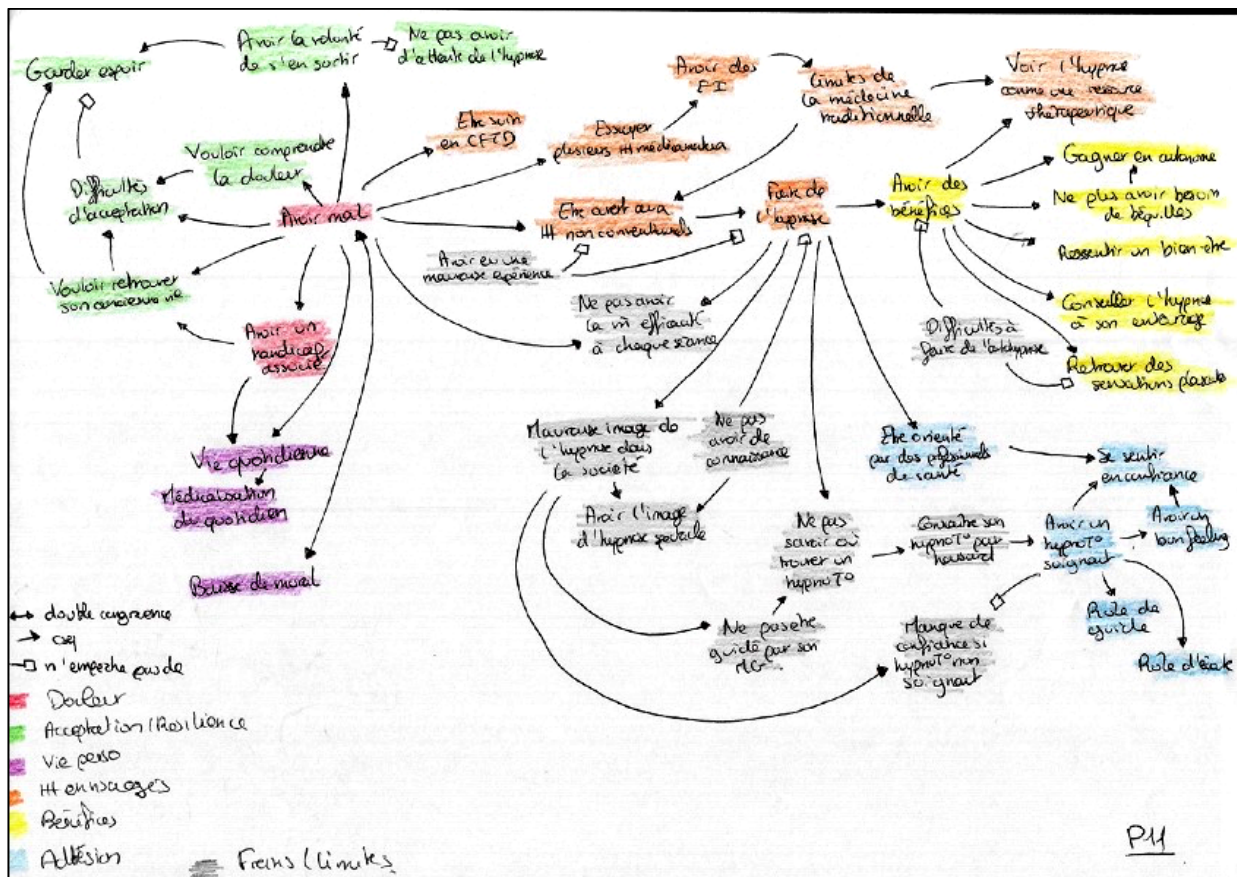 Garder espoir
Avoir la volonté
de s'en sortir
Ne pas avoir
d'attente de l'hypnose
Vouloir comprendre
la douleur
Difficultés
d'acceptation
Vouloir retrouver
son ancienne vie
Avoir mal
Avoir un
handicap
associé
Vie quotidienne
Médicalisation
du quotidien
Baisse de moral
Etre suivi
en CETD
Essayer
plusieurs ttt médicamenteux
Avoir des
EI
Limites de
la médecine
traditionnelle
Etre ouvert aux
ttt non conventionnels
Avoir eu une
mauvaise expérience
Ne pas avoir
la m̂ efficacité
à chaque séance
Faire de
l'hypnose
Avoir des
bénéfices
Voir l'hypnose
comme une ressource
thérapeutique
Gagner en autonomie
Ne plus avoir besoin
de béquilles
Ressentir un bien-être
Conseiller l'hypnose
à son entourage
Difficultés à
faire de l'autohypnose
Retrouver des
sensations plaisantes
Mauvaise image de
l'hypnose dans
la société
Ne pas
avoir de
connaissance
Avoir l'image
d'hypnose spectacle
Ne pas être
guidé par son
MG
Ne pas
savoir où
trouver un
hypnoT°
Connaître son
hypnoT° par
hasard
Manque de
confiance si
hypnoT° non
soignant
Etre orienté
par des professionnels
de santé
Se sentir
en confiance
Avoir un
hypnoT°
soignant
Avoir un
bon feeling
Rôle de
guide
Rôle d'écoute
double congruence
csq
n'empêche pas de
Douleur
Acceptation/Résilience
Vie perso
ttt envisagés
Bénéfices
Adhésion
Freins/limites
P11